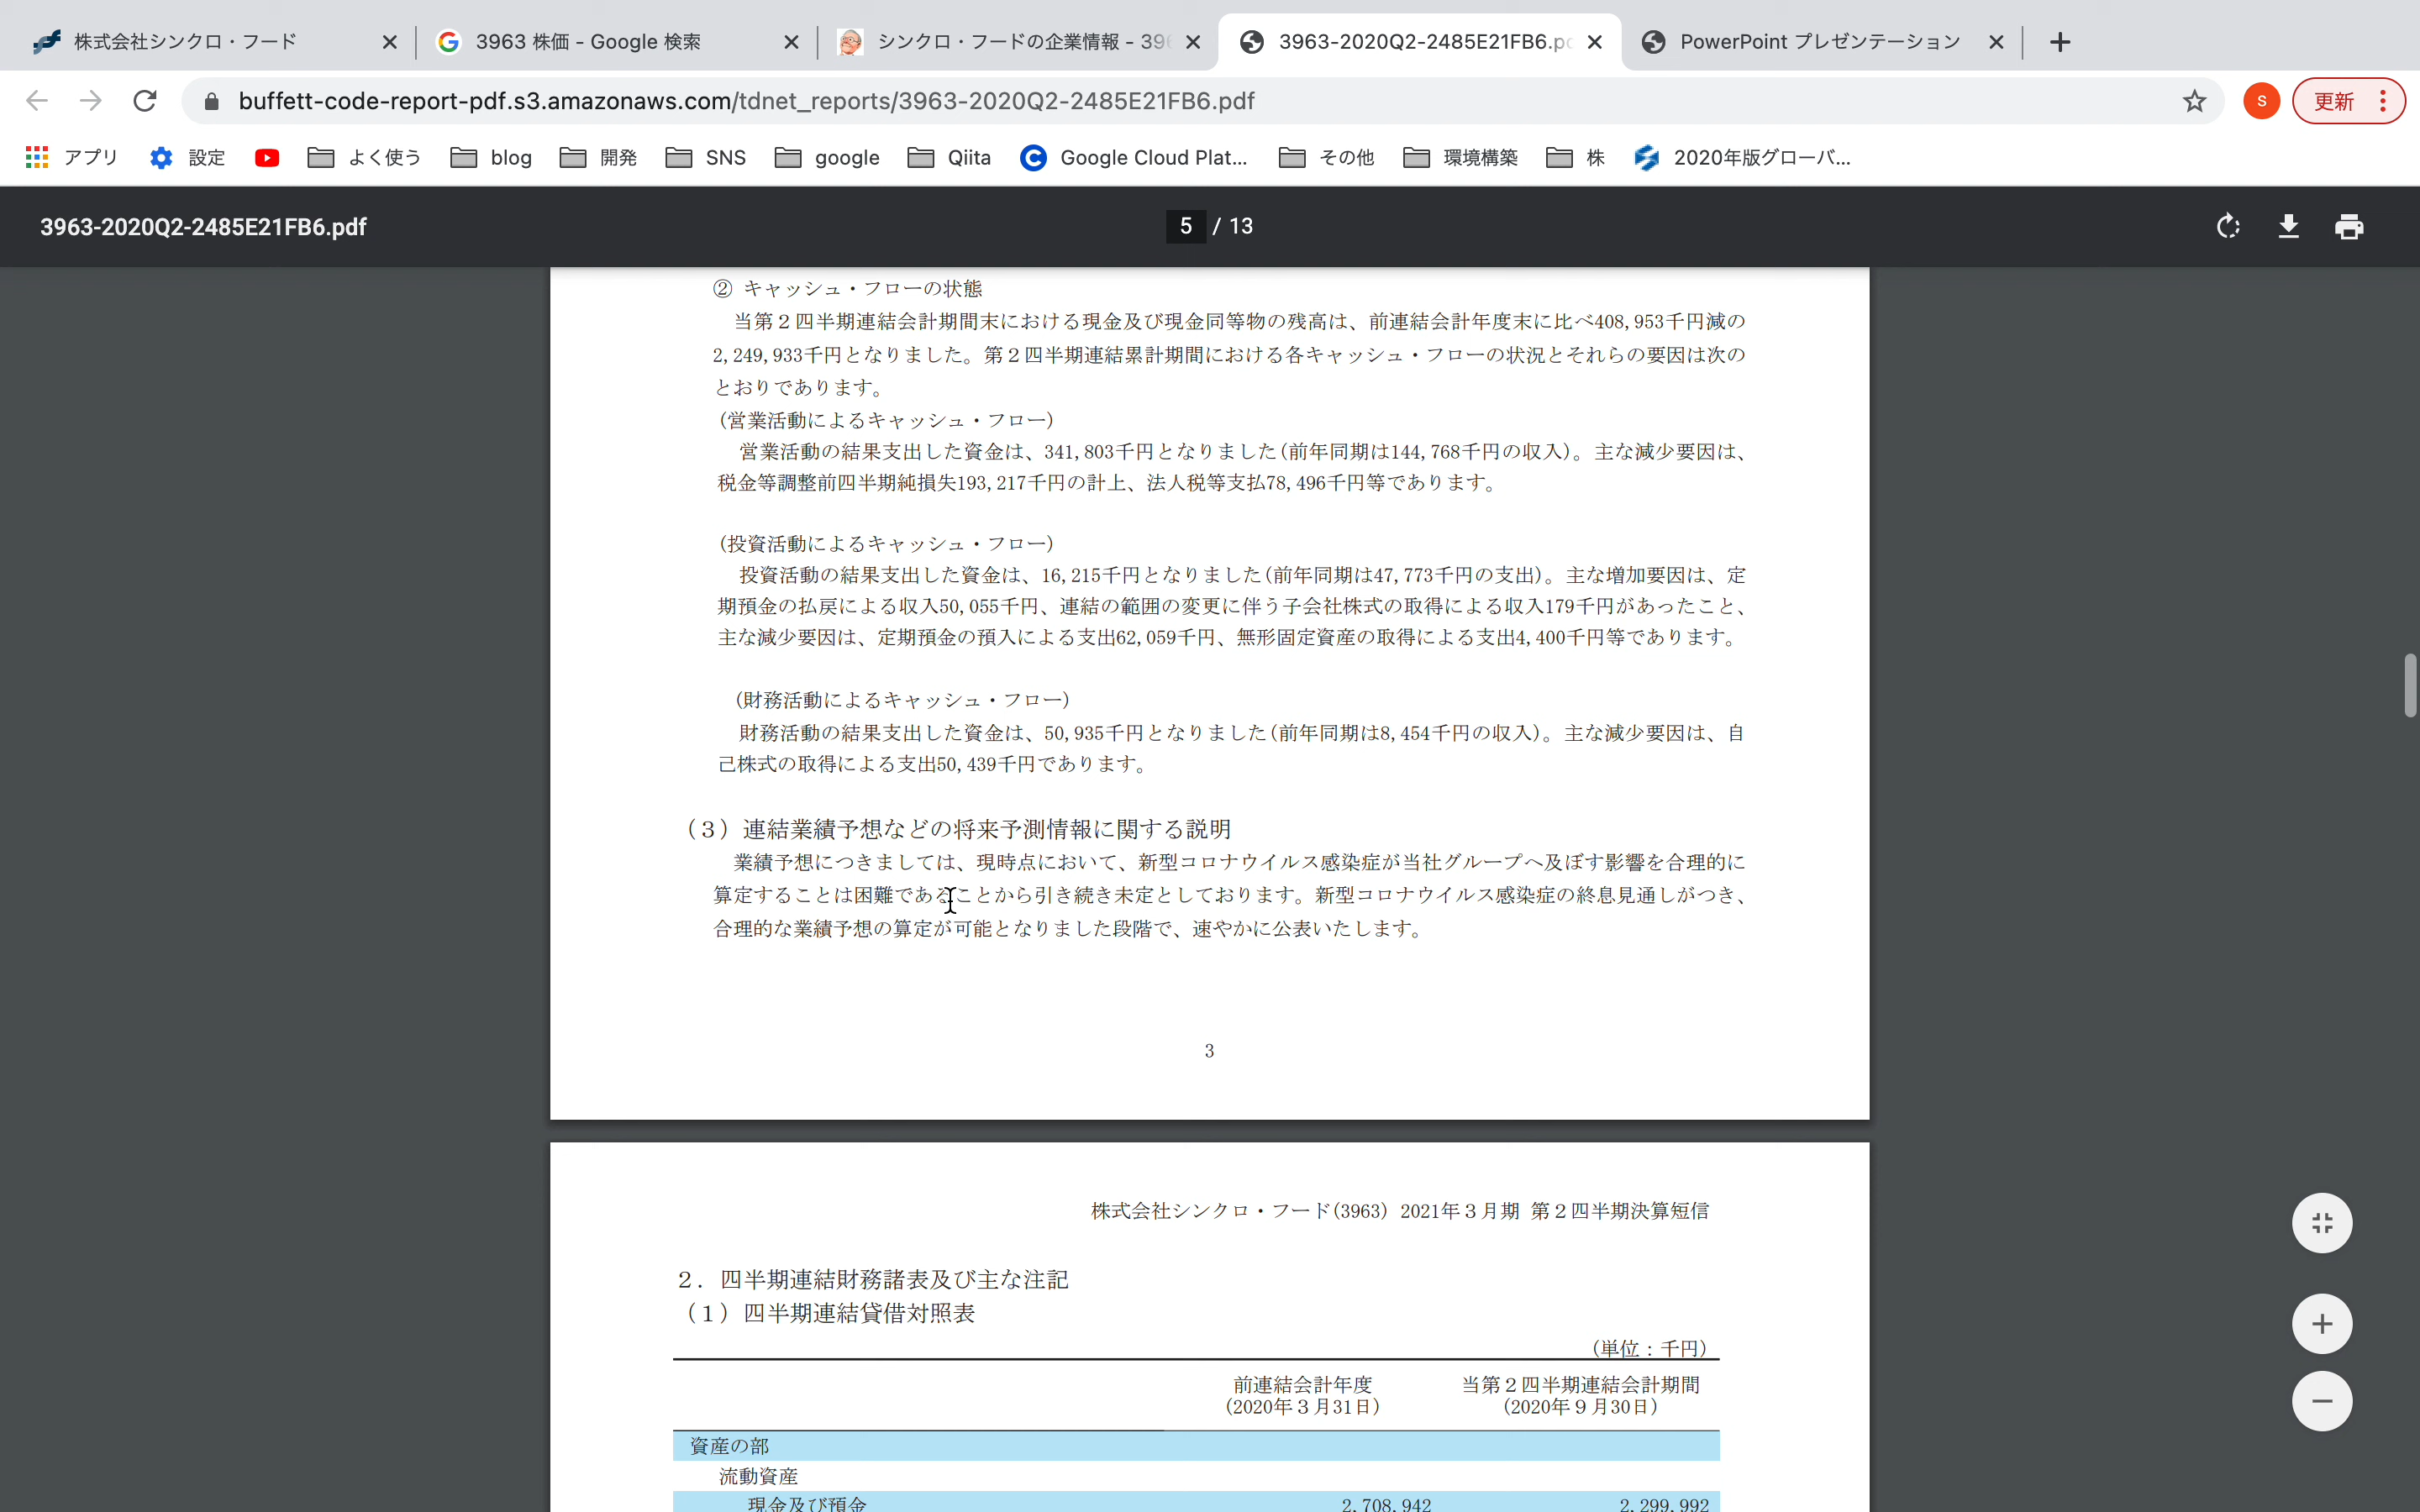 株式会社シンクロ・フード
3963 株価 - Google 検索
シンクロ・フードの企業情報 - 396
3963-2020Q2-2485E21FB6.pd
PowerPoint プレゼンテーション
buffett-code-report-pdf.s3.amazonaws.com/tdnet_reports/3963-2020Q2-2485E21FB6.pdf
s
更新
アプリ
設定
よく使う
blog
開発
SNS
google
Qiita
Google Cloud Plat...
その他
環境構築
株
2020年版グローバ...
3963-2020Q2-2485E21FB6.pdf
5 / 13
② キャッシュ・フローの状態
当第２四半期連結会計期間末における現金及び現金同等物の残高は、前連結会計年度末に比べ408,953千円減の
2,249,933千円となりました。第２四半期連結累計期間における各キャッシュ・フローの状況とそれらの要因は次の
とおりであります。
（営業活動によるキャッシュ・フロー）
営業活動の結果支出した資金は、341,803千円となりました(前年同期は144,768千円の収入)。主な減少要因は、
税金等調整前四半期純損失193,217千円の計上、法人税等支払78,496千円等であります。
（投資活動によるキャッシュ・フロー）
投資活動の結果支出した資金は、16,215千円となりました(前年同期は47,773千円の支出)。主な増加要因は、定
期預金の払戻による収入50,055千円、連結の範囲の変更に伴う子会社株式の取得による収入179千円があったこと、
主な減少要因は、定期預金の預入による支出62,059千円、無形固定資産の取得による支出4,400千円等であります。
（財務活動によるキャッシュ・フロー）
財務活動の結果支出した資金は、50,935千円となりました(前年同期は8,454千円の収入)。主な減少要因は、自
己株式の取得による支出50,439千円であります。
（３）連結業績予想などの将来予測情報に関する説明
業績予想につきましては、現時点において、新型コロナウイルス感染症が当社グループへ及ぼす影響を合理的に
算定することは困難であることから引き続き未定としております。新型コロナウイルス感染症の終息見通しがつき、
合理的な業績予想の算定が可能となりました段階で、速やかに公表いたします。
3
株式会社シンクロ・フード(3963) 2021年３月期 第２四半期決算短信
２．四半期連結財務諸表及び主な注記
（１）四半期連結貸借対照表
（単位：千円）
前連結会計年度 当第２四半期連結会計期間
（2020年３月31日） （2020年９月30日）
資産の部
流動資産
現金及び預金 2,708,942 2,299,992